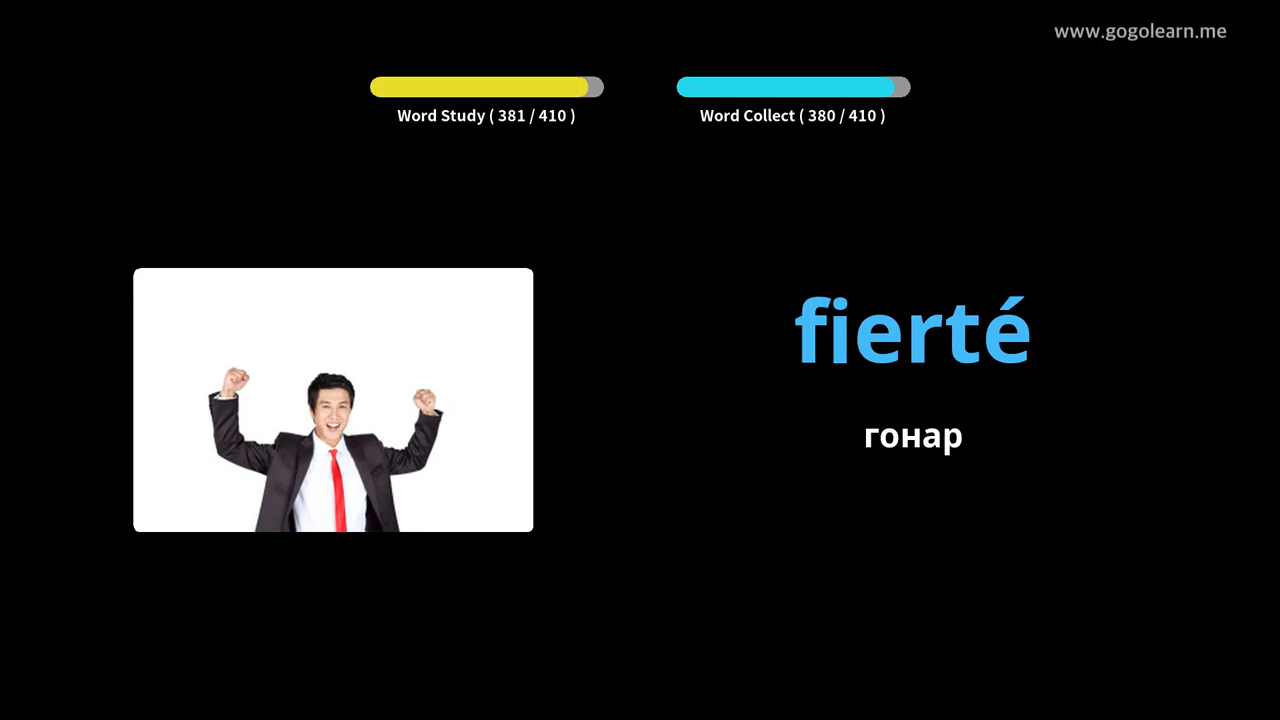 www.gogolearn.me
Word Study ( 381 / 410 )
Word Collect ( 380 / 410 )
fierté
гонар